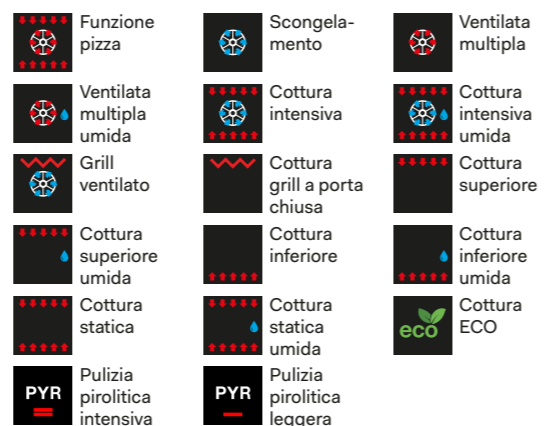 Funzione
pizza
Scongela-
mento
Ventilata
multipla
Ventilata
multipla
umida
Cottura
intensiva
Cottura
intensiva
umida
Grill
ventilato
Cottura
grill a porta
chiusa
Cottura
superiore
Cottura
superiore
umida
Cottura
inferiore
Cottura
inferiore
umida
Cottura
statica
Cottura
statica
umida
eco
Cottura
ECO
PYR
Pulizia
pirolitica
intensiva
PYR
Pulizia
pirolitica
leggera